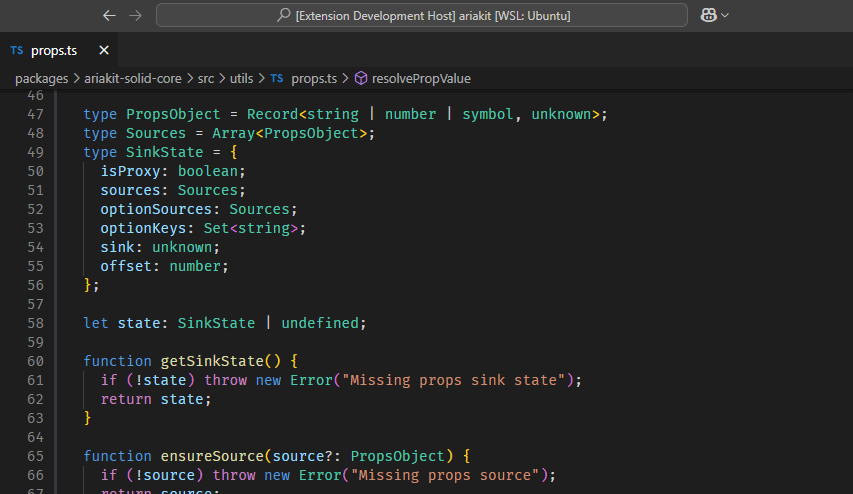 [Extension Development Host] ariakit [WSL: Ubuntu]
TS props.ts
packages > ariakit-solid-core > src > utils > TS props.ts > resolvePropValue
46
47 type PropsObject = Record<string | number | symbol, unknown>;
48 type Sources = Array<PropsObject>;
49 type SinkState = {
50 isProxy: boolean;
51 sources: Sources;
52 optionSources: Sources;
53 optionKeys: Set<string>;
54 sink: unknown;
55 offset: number;
56 };
57
58 let state: SinkState | undefined;
59
60 function getSinkState() {
61 if (!state) throw new Error("Missing props sink state");
62 return state;
63 }
64
65 function ensureSource(source?: PropsObject) {
66 if (!source) throw new Error("Missing props source");
67 return source;